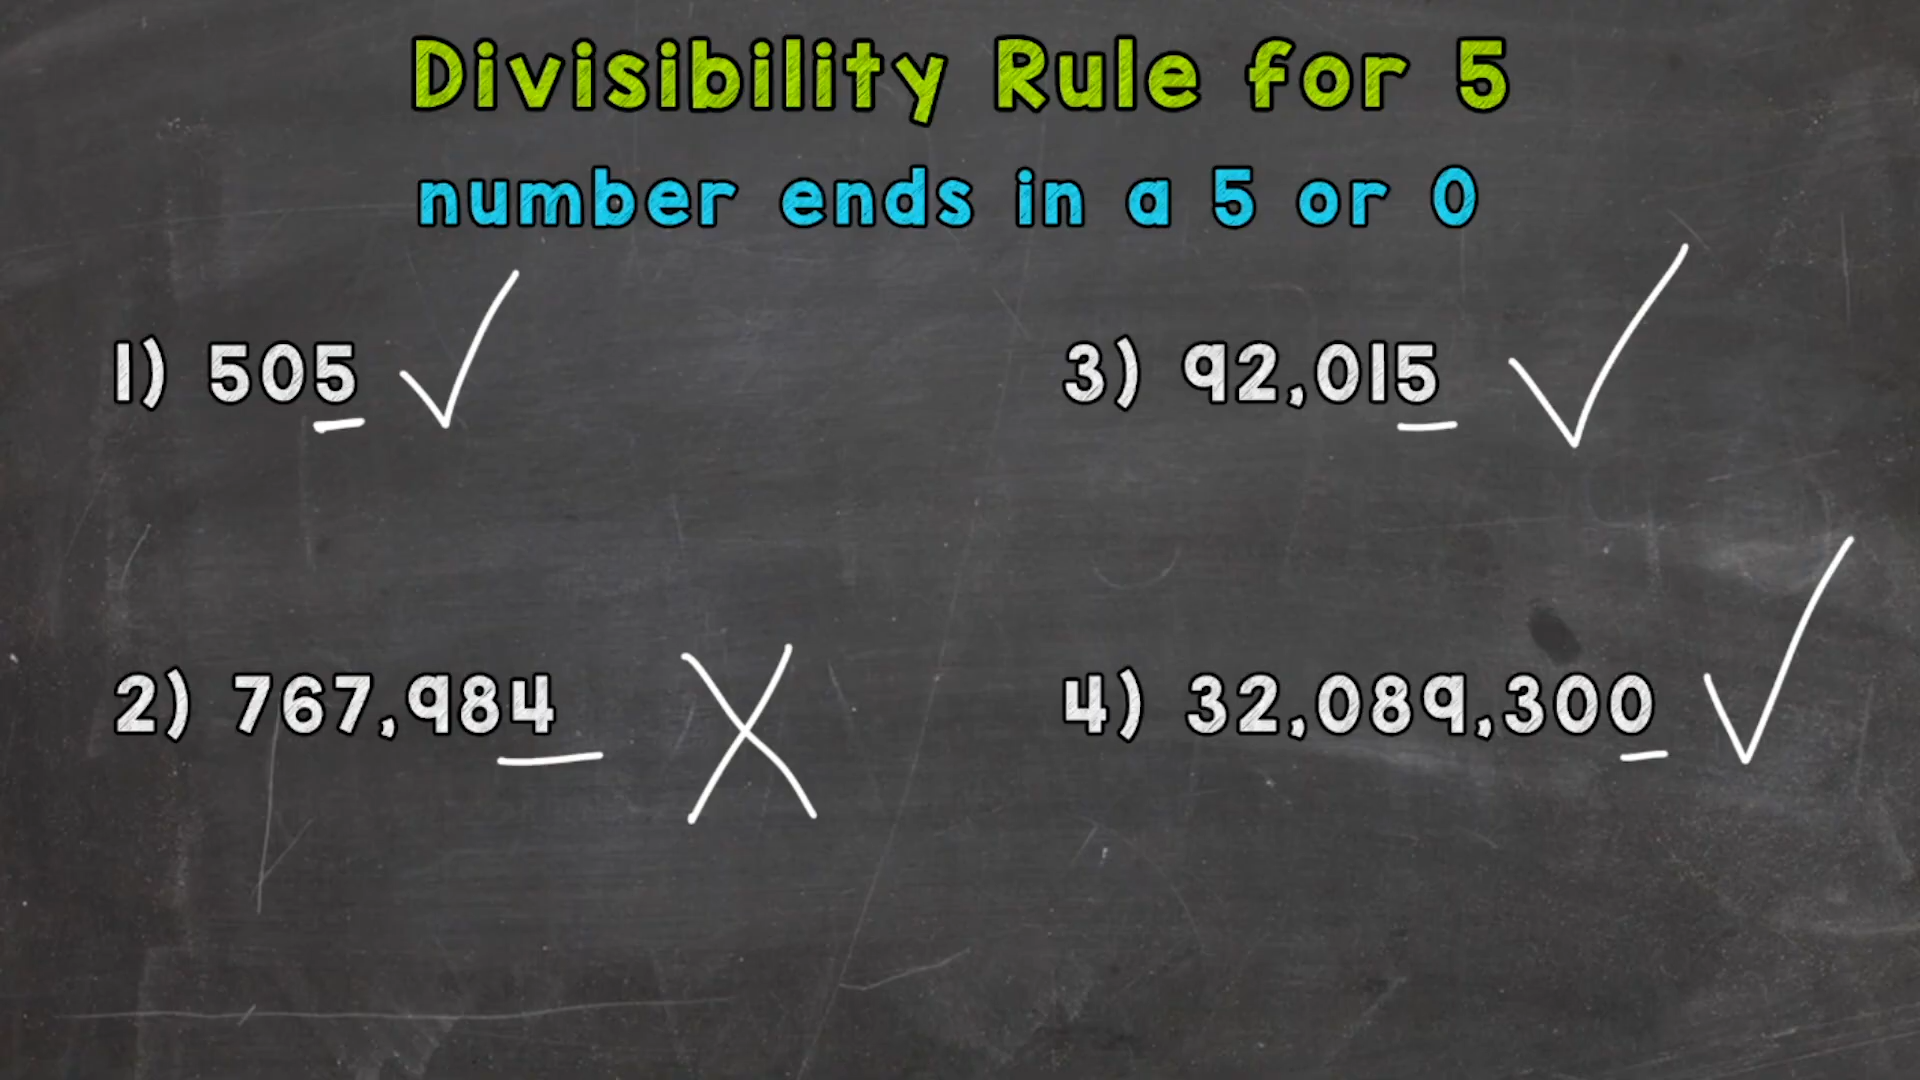 Divisibility Rule for 5
number ends in a 5 or 0
1) 505 ✓
3) 92,015 ✓
2) 767,984 X
4) 32,089,300 ✓